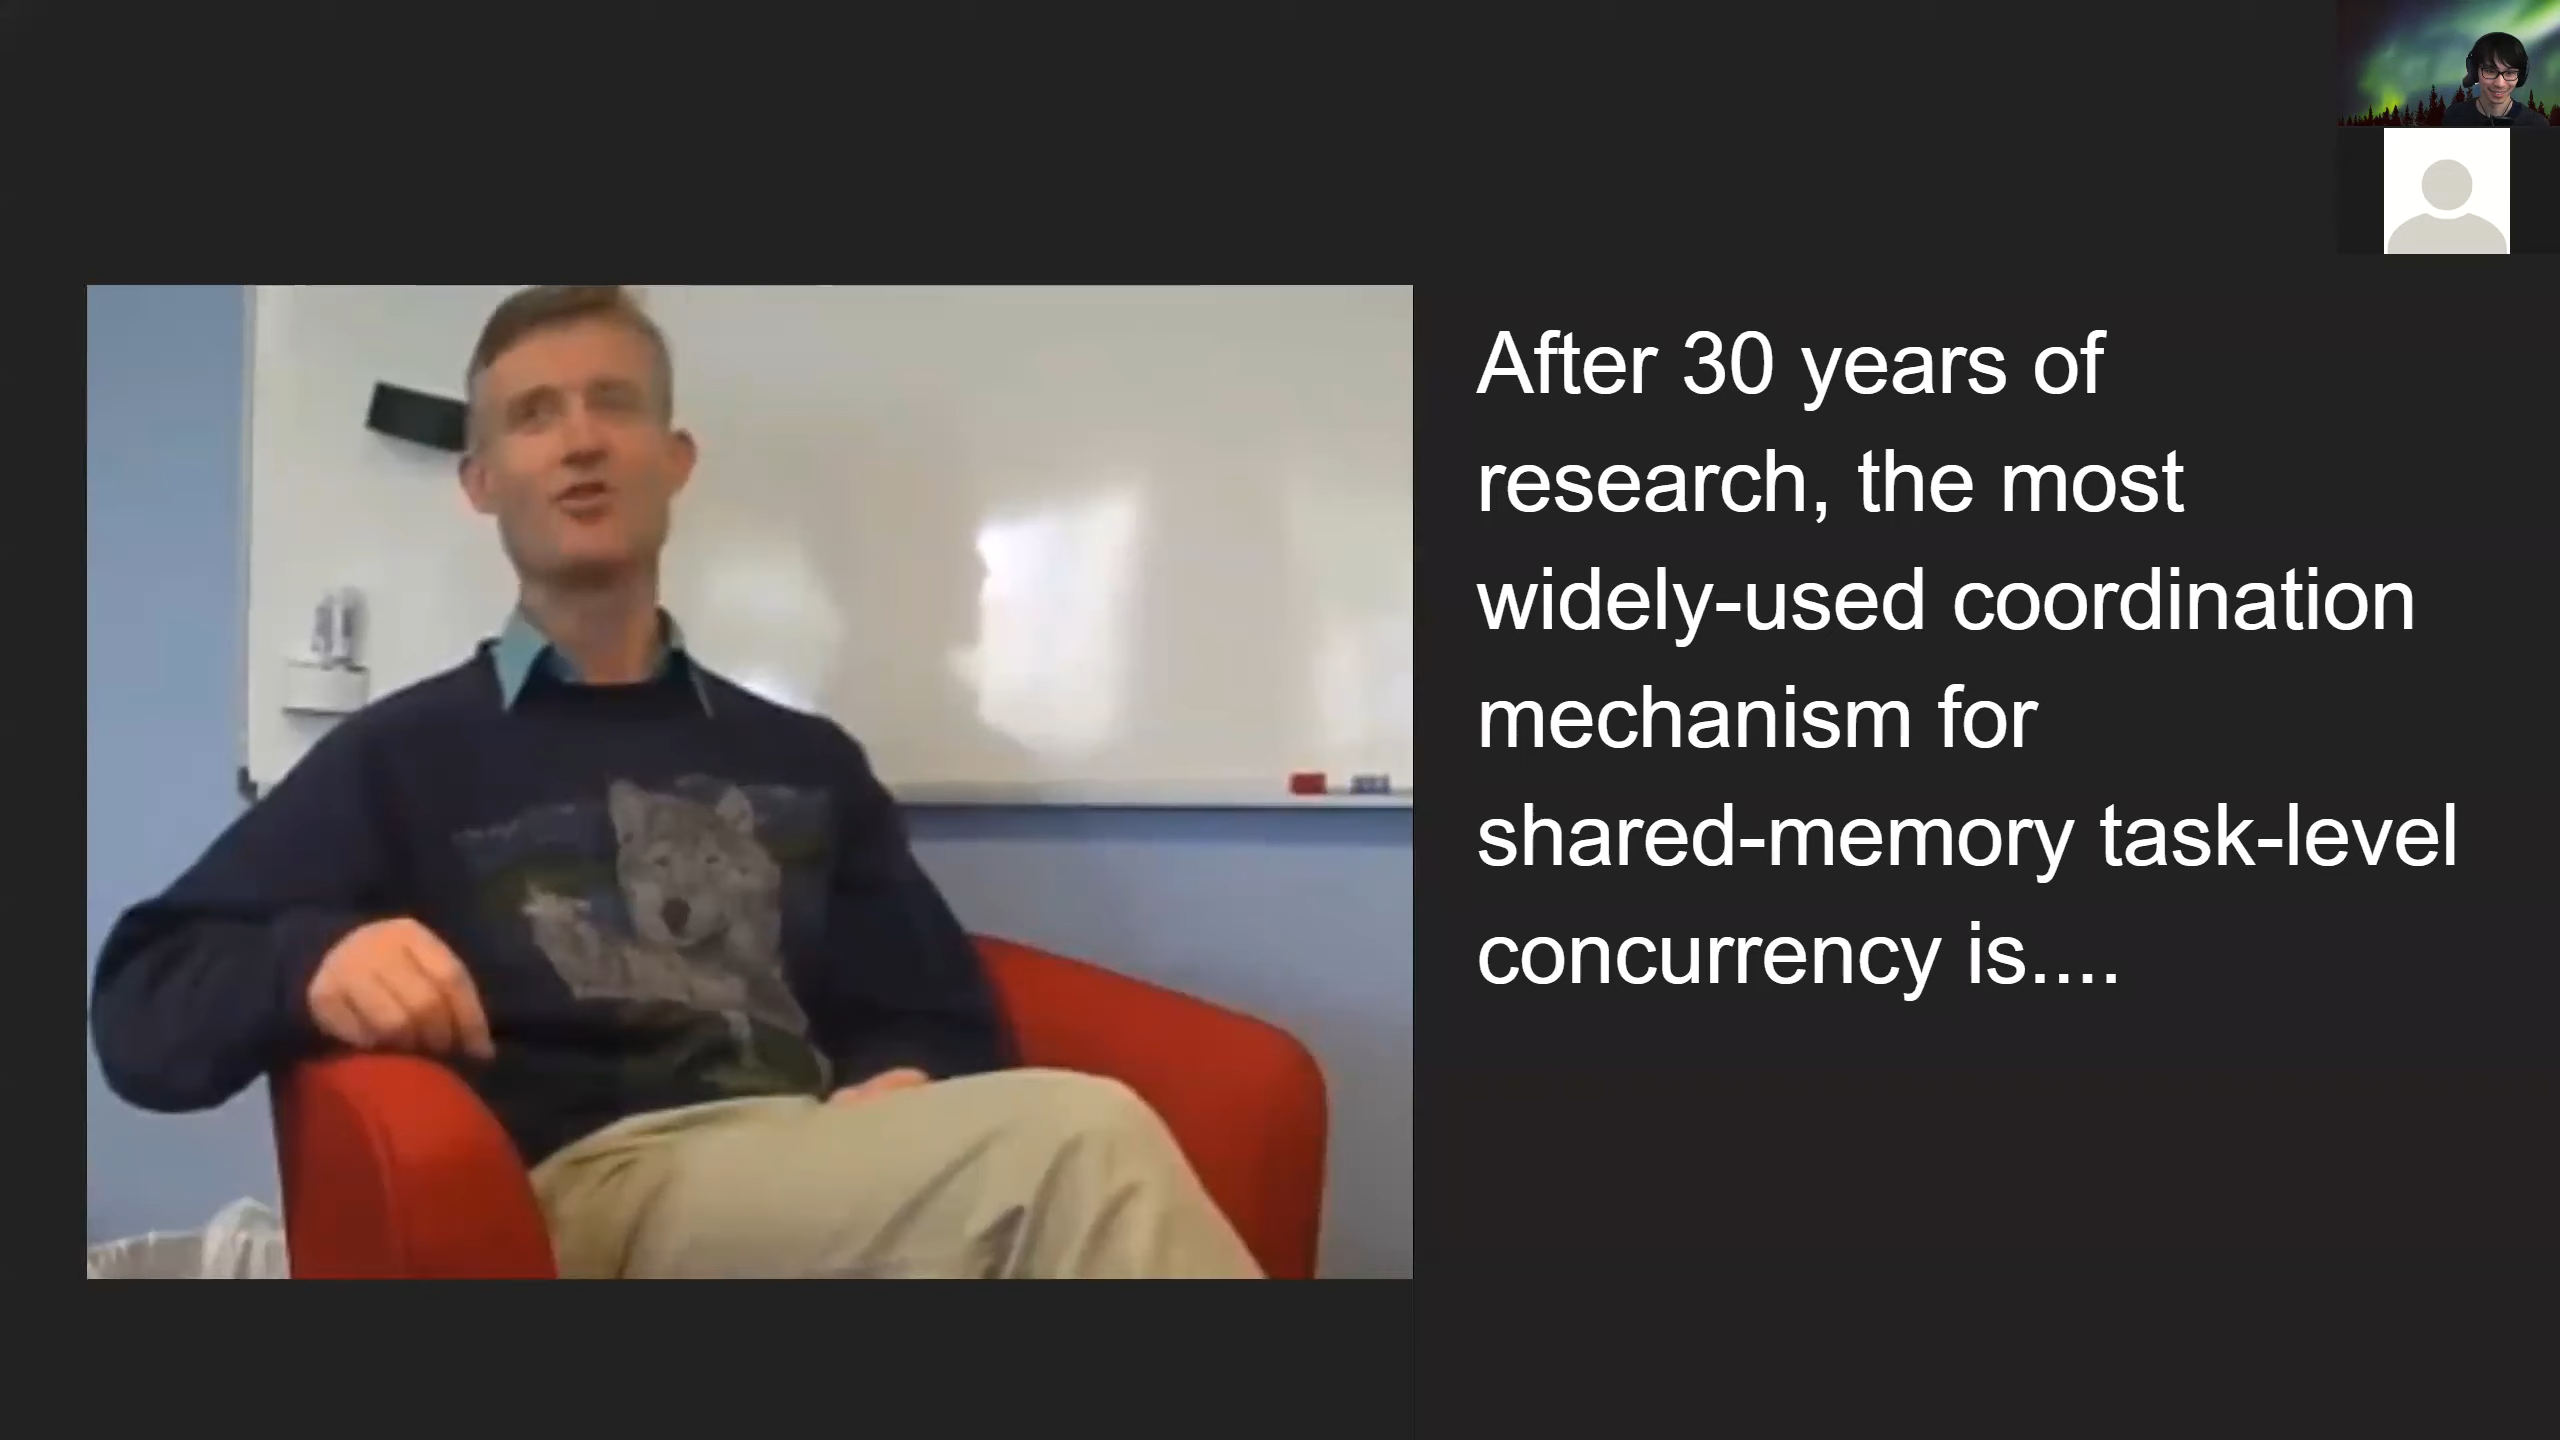 After 30 years of
research, the most
widely-used coordination
mechanism for
shared-memory task-level
concurrency is....